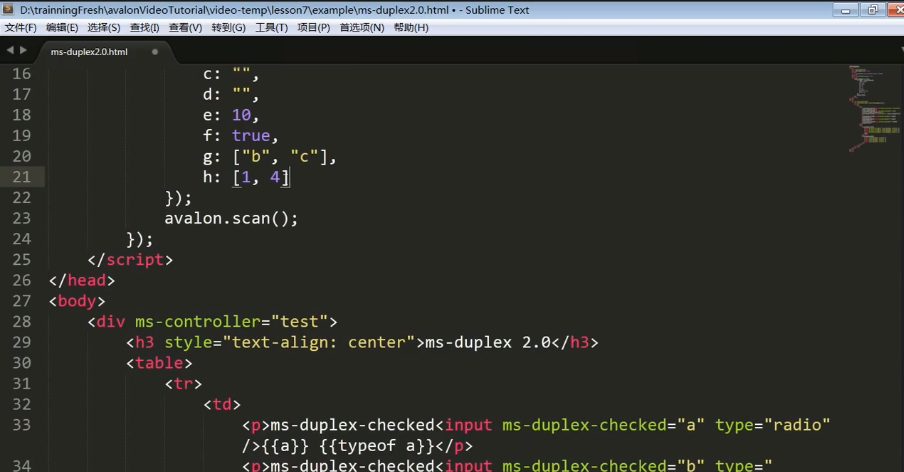 D:\trainningFresh\avalonVideoTutorial\video-temp\lesson7\example\ms-duplex2.0.html • - Sublime Text
文件(F) 编辑(E) 选择(S) 查找(I) 查看(V) 转到(G) 工具(T) 项目(P) 首选项(N) 帮助(H)
ms-duplex2.0.html
16 c: "",
17 d: "",
18 e: 10,
19 f: true,
20 g: ["b", "c"],
21 h: [1, 4]
22 });
23 avalon.scan();
24 });
25 </script>
26 </head>
27 <body>
28 <div ms-controller="test">
29 <h3 style="text-align: center">ms-duplex 2.0</h3>
30 <table>
31 <tr>
32 <td>
33 <p>ms-duplex-checked<input ms-duplex-checked="a" type="radio"
/>{{a}} {{typeof a}}</p>
34 <p>ms-duplex-checked<input ms-duplex-checked="b" type="